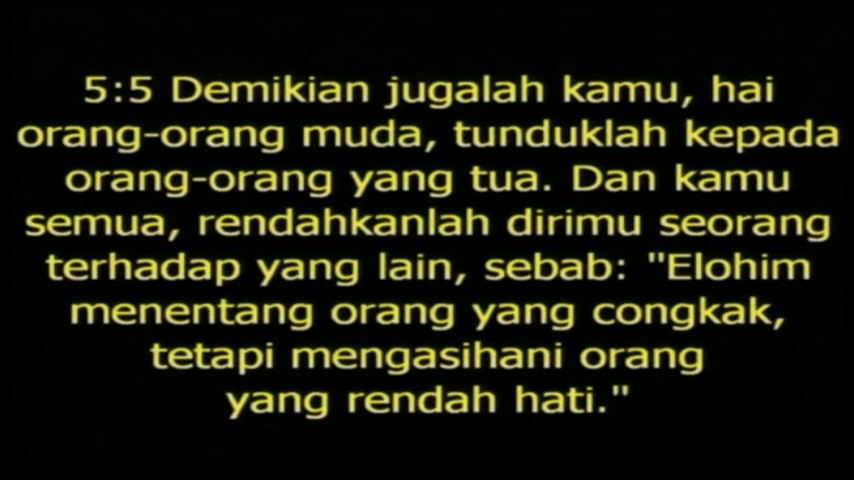 5:5 Demikian jugalah kamu, hai
orang-orang muda, tunduklah kepada
orang-orang yang tua. Dan kamu
semua, rendahkanlah dirimu seorang
terhadap yang lain, sebab: "Elohim
menentang orang yang congkak,
tetapi mengasihani orang
yang rendah hati."